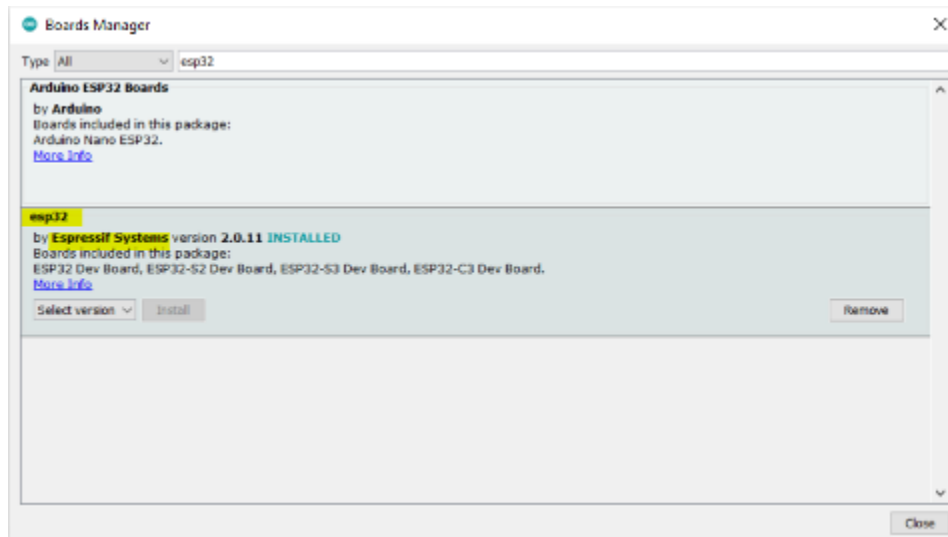 Boards Manager
Type All esp32
Arduino ESP32 Boards
by Arduino
Boards included in this package:
Arduino Nano ESP32.
More Info
esp32
by Espressif Systems version 2.0.11 INSTALLED
Boards included in this package:
ESP32 Dev Board, ESP32-S2 Dev Board, ESP32-S3 Dev Board, ESP32-C3 Dev Board.
More Info
Select version Install Remove
Close